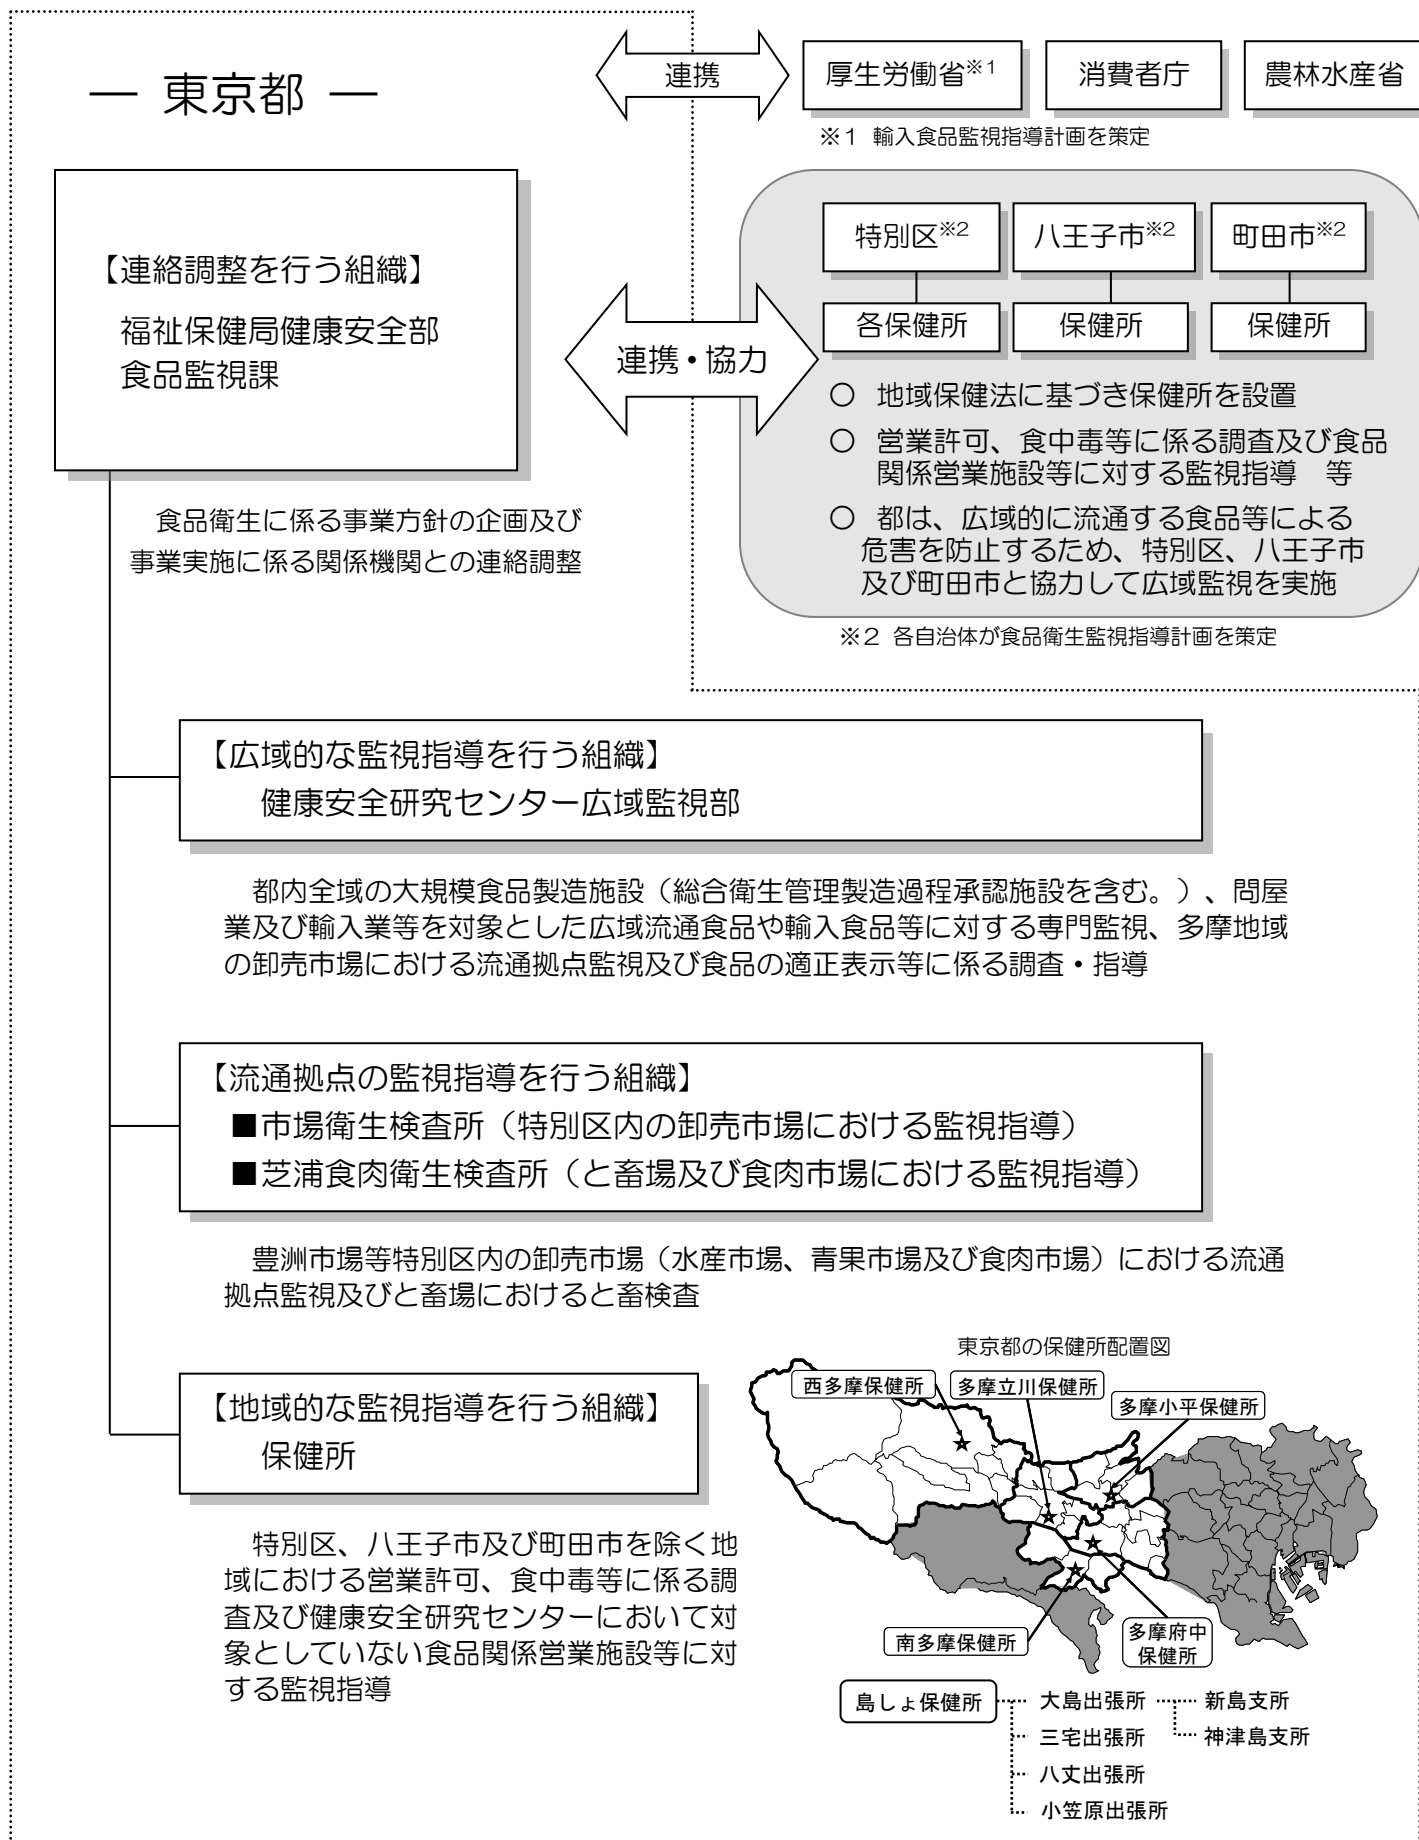 ― 東京都 ―
連携
厚生労働省※1
消費者庁
農林水産省
※1 輸入食品監視指導計画を策定
【連絡調整を行う組織】
福祉保健局健康安全部
食品監視課
食品衛生に係る事業方針の企画及び
事業実施に係る関係機関との連絡調整
連携・協力
特別区※2
八王子市※2
町田市※2
各保健所
保健所
保健所
○ 地域保健法に基づき保健所を設置
○ 営業許可、食中毒等に係る調査及び食品
関係営業施設等に対する監視指導 等
○ 都は、広域的に流通する食品等による
危害を防止するため、特別区、八王子市
及び町田市と協力して広域監視を実施
※2 各自治体が食品衛生監視指導計画を策定
【広域的な監視指導を行う組織】
健康安全研究センター広域監視部
都内全域の大規模食品製造施設（総合衛生管理製造過程承認施設を含む。）、問屋
業及び輸入業等を対象とした広域流通食品や輸入食品等に対する専門監視、多摩地域
の卸売市場における流通拠点監視及び食品の適正表示等に係る調査・指導
【流通拠点の監視指導を行う組織】
■市場衛生検査所（特別区内の卸売市場における監視指導）
■芝浦食肉衛生検査所（と畜場及び食肉市場における監視指導）
豊洲市場等特別区内の卸売市場（水産市場、青果市場及び食肉市場）における流通
拠点監視及びと畜場におけると畜検査
【地域的な監視指導を行う組織】
保健所
特別区、八王子市及び町田市を除く地
域における営業許可、食中毒等に係る調
査及び健康安全研究センターにおいて対
象としていない食品関係営業施設等に対
する監視指導
東京都の保健所配置図
西多摩保健所
多摩立川保健所
多摩小平保健所
南多摩保健所
多摩府中
保健所
島しょ保健所
大島出張所
新島支所
三宅出張所
神津島支所
八丈出張所
小笠原出張所